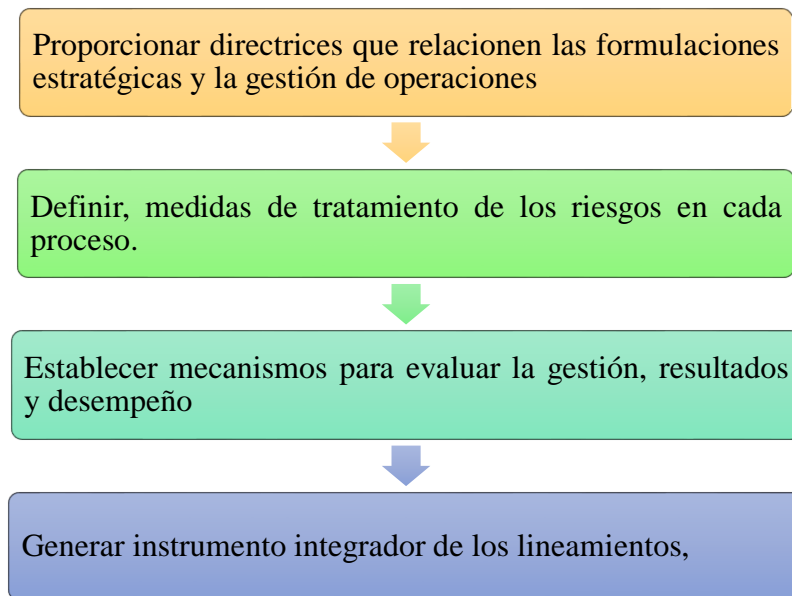 Proporcionar directrices que relacionen las formulaciones
estratégicas y la gestión de operaciones
Definir, medidas de tratamiento de los riesgos en cada
proceso.
Establecer mecanismos para evaluar la gestión, resultados
y desempeño
Generar instrumento integrador de los lineamientos,